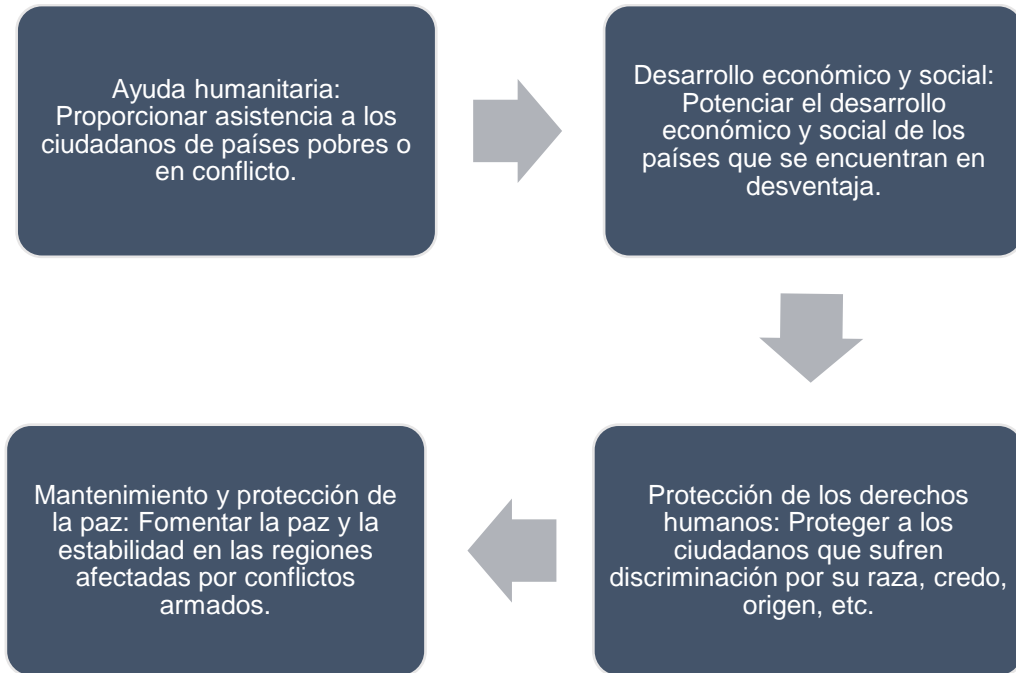 Ayuda humanitaria:
Proporcionar asistencia a los
ciudadanos de países pobres o
en conflicto.
Desarrollo económico y social:
Potenciar el desarrollo
económico y social de los
países que se encuentran en
desventaja.
Protección de los derechos
humanos: Proteger a los
ciudadanos que sufren
discriminación por su raza, credo,
origen, etc.
Mantenimiento y protección de
la paz: Fomentar la paz y la
estabilidad en las regiones
afectadas por conflictos
armados.